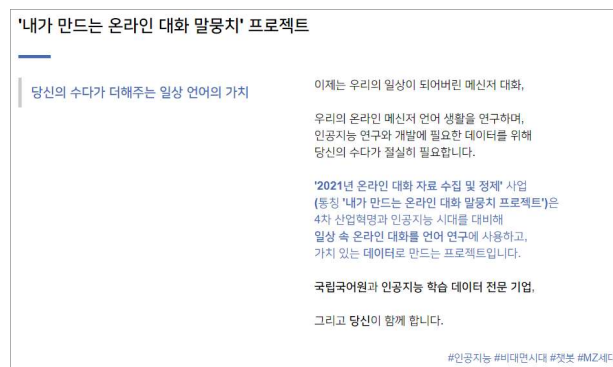 '내가 만드는 온라인 대화 말뭉치' 프로젝트
당신의 수다가 더해주는 일상 언어의 가치
이제는 우리의 일상이 되어버린 메신저 대화,
우리의 온라인 메신저 언어 생활을 연구하며,
인공지능 연구와 개발에 필요한 데이터를 위해
당신의 수다가 절실히 필요합니다.
'2021년 온라인 대화 자료 수집 및 정제' 사업
(통칭 '내가 만드는 온라인 대화 말뭉치 프로젝트')은
4차 산업혁명과 인공지능 시대를 대비해
일상 속 온라인 대화를 언어 연구에 사용하고,
가치 있는 데이터로 만드는 프로젝트입니다.
국립국어원과 인공지능 학습 데이터 전문 기업,
그리고 당신이 함께 합니다.
#인공지능 #비대면시대 #챗봇 #MZ세대